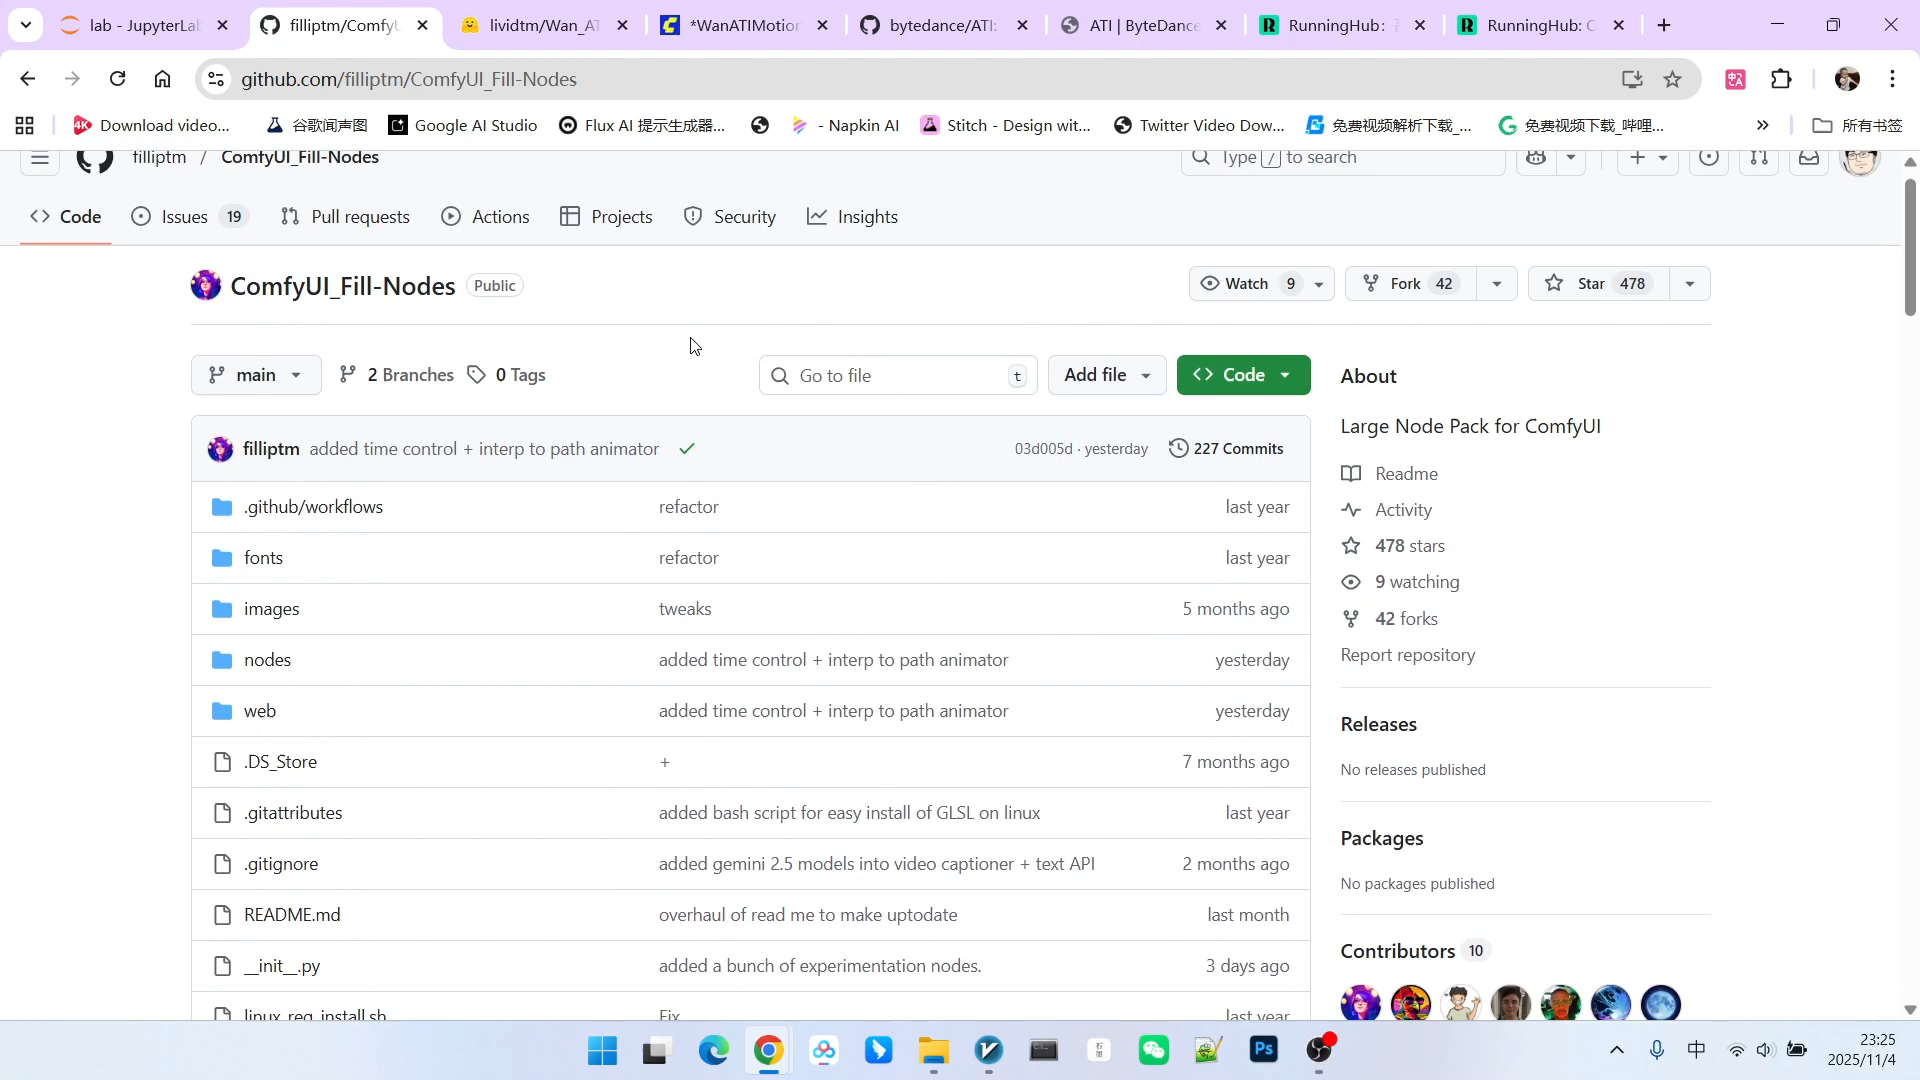 lab - JupyterLab
filliptm/ComfyU
lividtm/Wan_AT
*WanATIMotion
bytedance/ATI:
ATI | ByteDance
RunningHub:
RunningHub: C
github.com/filliptm/ComfyUI_Fill-Nodes
Download video...
谷歌闻声图
Google AI Studio
Flux AI 提示生成器...
- Napkin AI
Stitch - Design wit...
Twitter Video Dow...
免费视频解析下载_...
免费视频下载_哔哩...
所有书签
filliptm / ComfyUI_Fill-Nodes
Type / to search
Code
Issues 19
Pull requests
Actions
Projects
Security
Insights
ComfyUI_Fill-Nodes Public
Watch 9
Fork 42
Star 478
main
2 Branches
0 Tags
Go to file t
Add file
Code
filliptm added time control + interp to path animator
03d005d · yesterday
227 Commits
.github/workflows refactor last year
fonts refactor last year
images tweaks 5 months ago
nodes added time control + interp to path animator yesterday
web added time control + interp to path animator yesterday
.DS_Store + 7 months ago
.gitattributes added bash script for easy install of GLSL on linux last year
.gitignore added gemini 2.5 models into video captioner + text API 2 months ago
README.md overhaul of read me to make uptodate last month
__init__.py added a bunch of experimentation nodes. 3 days ago
linux_req_install.sh Fix last year
About
Large Node Pack for ComfyUI
Readme
Activity
478 stars
9 watching
42 forks
Report repository
Releases
No releases published
Packages
No packages published
Contributors 10
中
23:25
2025/11/4